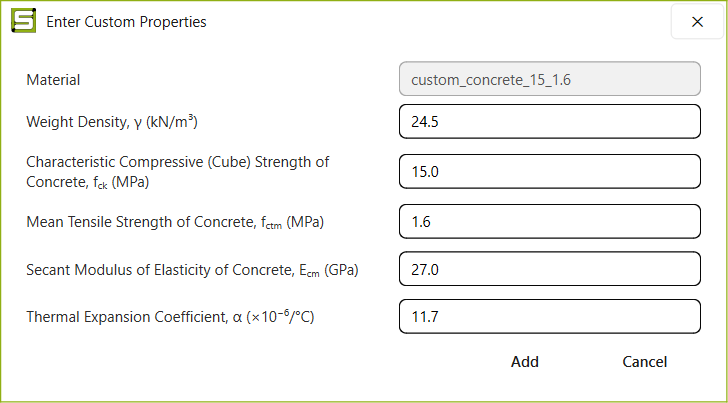 Enter Custom Properties
Material
custom_concrete_15_1.6
Weight Density, γ (kN/m³)
24.5
Characteristic Compressive (Cube) Strength of
Concrete, fck (MPa)
15.0
Mean Tensile Strength of Concrete, fctm (MPa)
1.6
Secant Modulus of Elasticity of Concrete, Ecm (GPa)
27.0
Thermal Expansion Coefficient, α (×10⁻⁶/°C)
11.7
Add Cancel